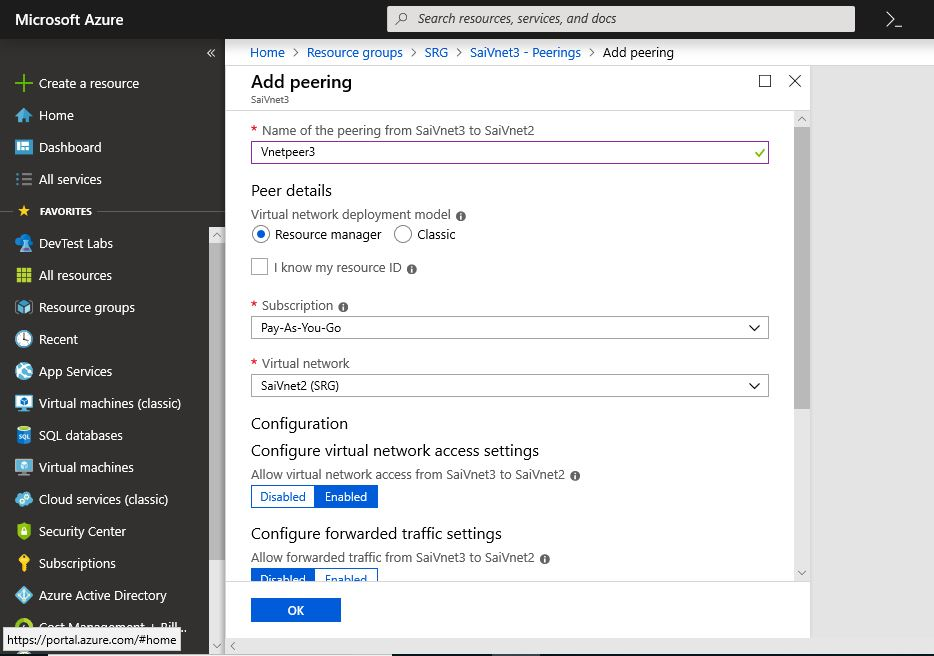 Microsoft Azure
Search resources, services, and docs
Create a resource
Home
Dashboard
All services
FAVORITES
DevTest Labs
All resources
Resource groups
Recent
App Services
Virtual machines (classic)
SQL databases
Virtual machines
Cloud services (classic)
Security Center
Subscriptions
Azure Active Directory
Cost Management + Bill...
https://portal.azure.com/#home
Home > Resource groups > SRG > SaiVnet3 - Peerings > Add peering
Add peering
SaiVnet3
* Name of the peering from SaiVnet3 to SaiVnet2
Vnetpeer3
Peer details
Virtual network deployment model
Resource manager Classic
I know my resource ID
* Subscription
Pay-As-You-Go
* Virtual network
SaiVnet2 (SRG)
Configuration
Configure virtual network access settings
Allow virtual network access from SaiVnet3 to SaiVnet2
Disabled Enabled
Configure forwarded traffic settings
Allow forwarded traffic from SaiVnet3 to SaiVnet2
Disabled Enabled
OK